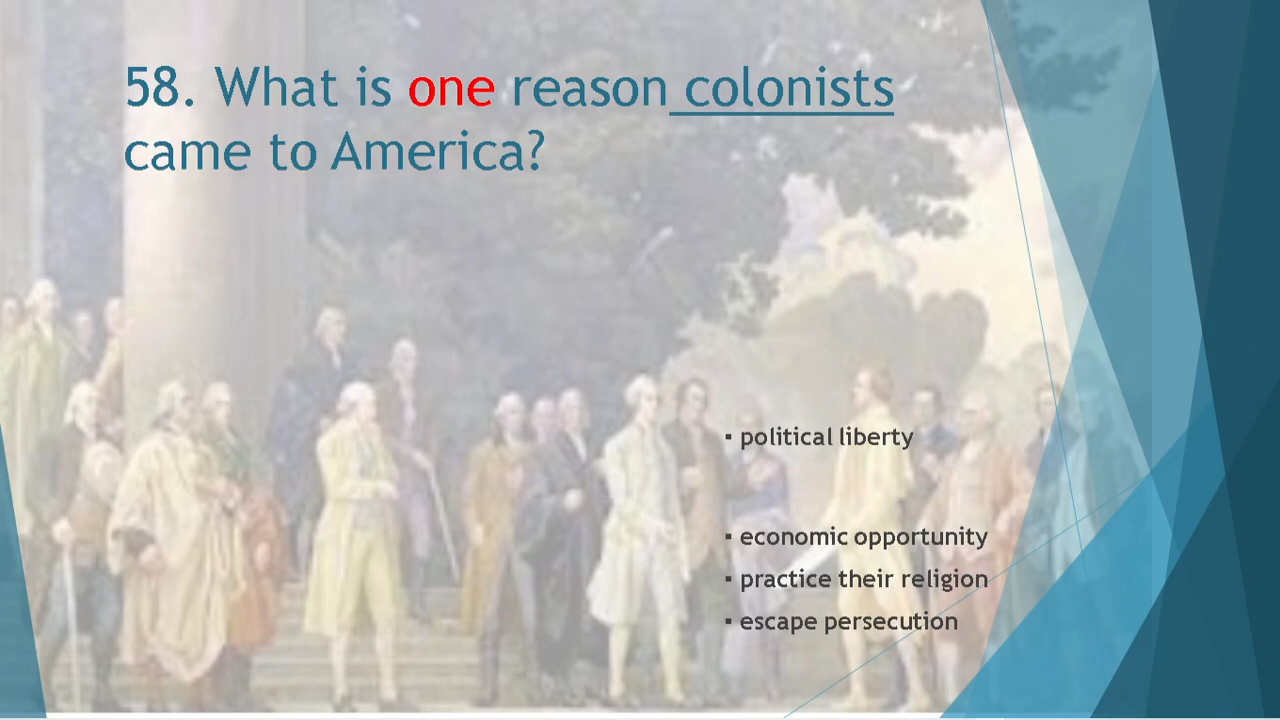 58. What is one reason colonists
came to America?
▪ political liberty
▪ economic opportunity
▪ practice their religion
▪ escape persecution